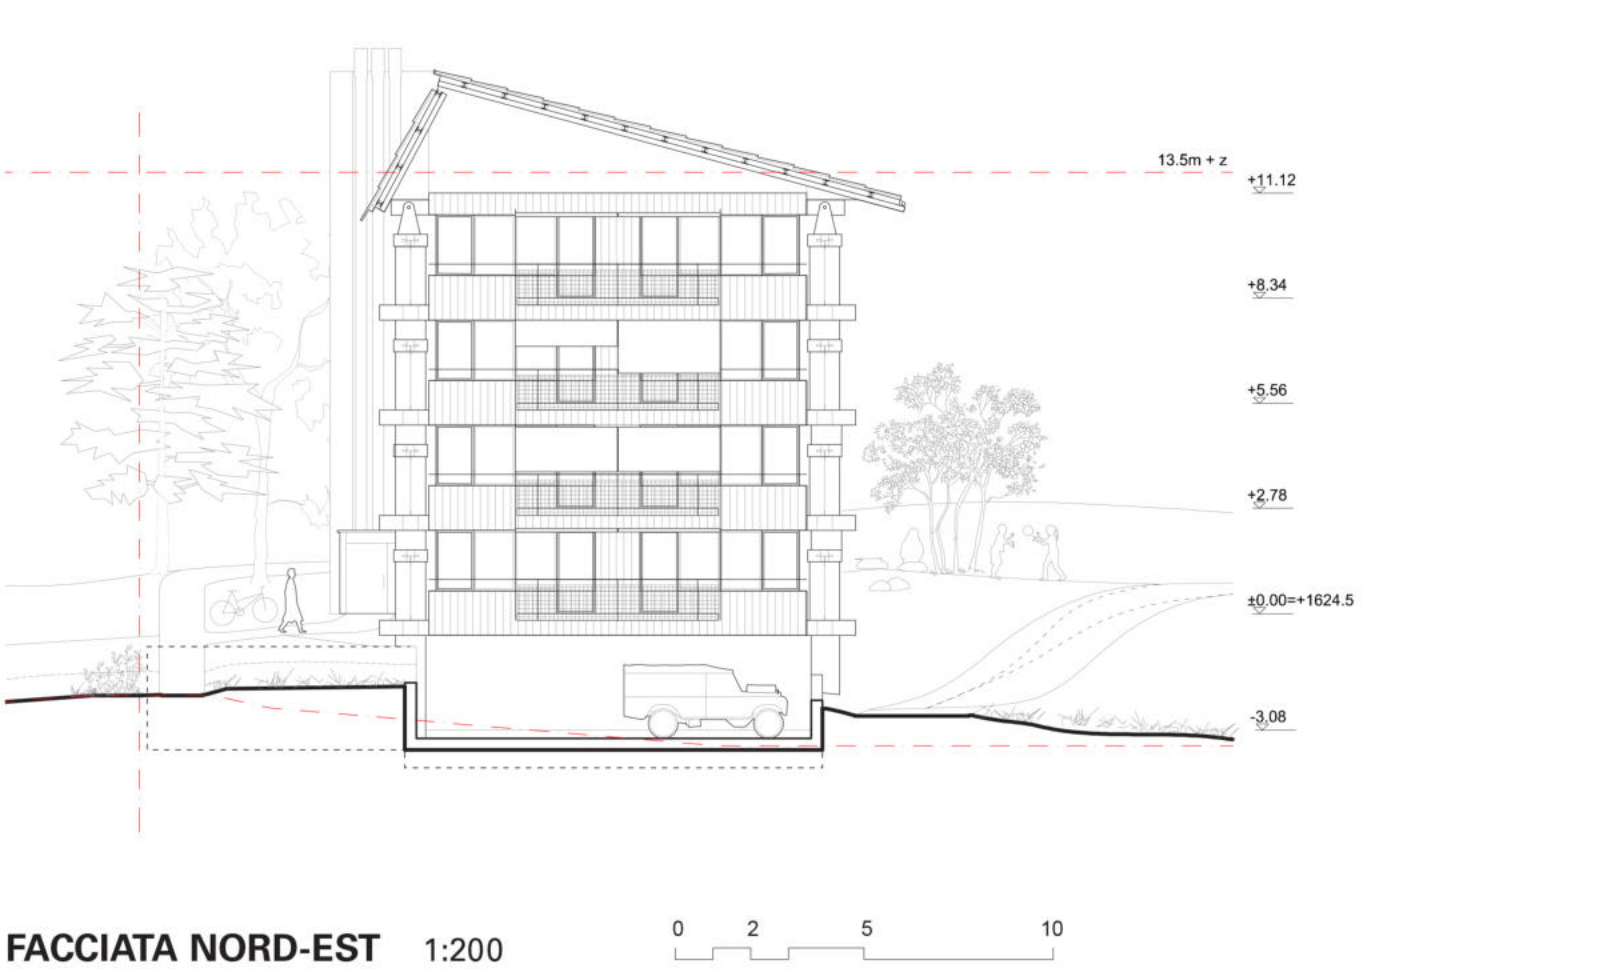 13.5m + z
+11.12
+8.34
+5.56
+2.78
±0.00=+1624.5
-3.08
FACCIATA NORD-EST 1:200
0 2 5 10